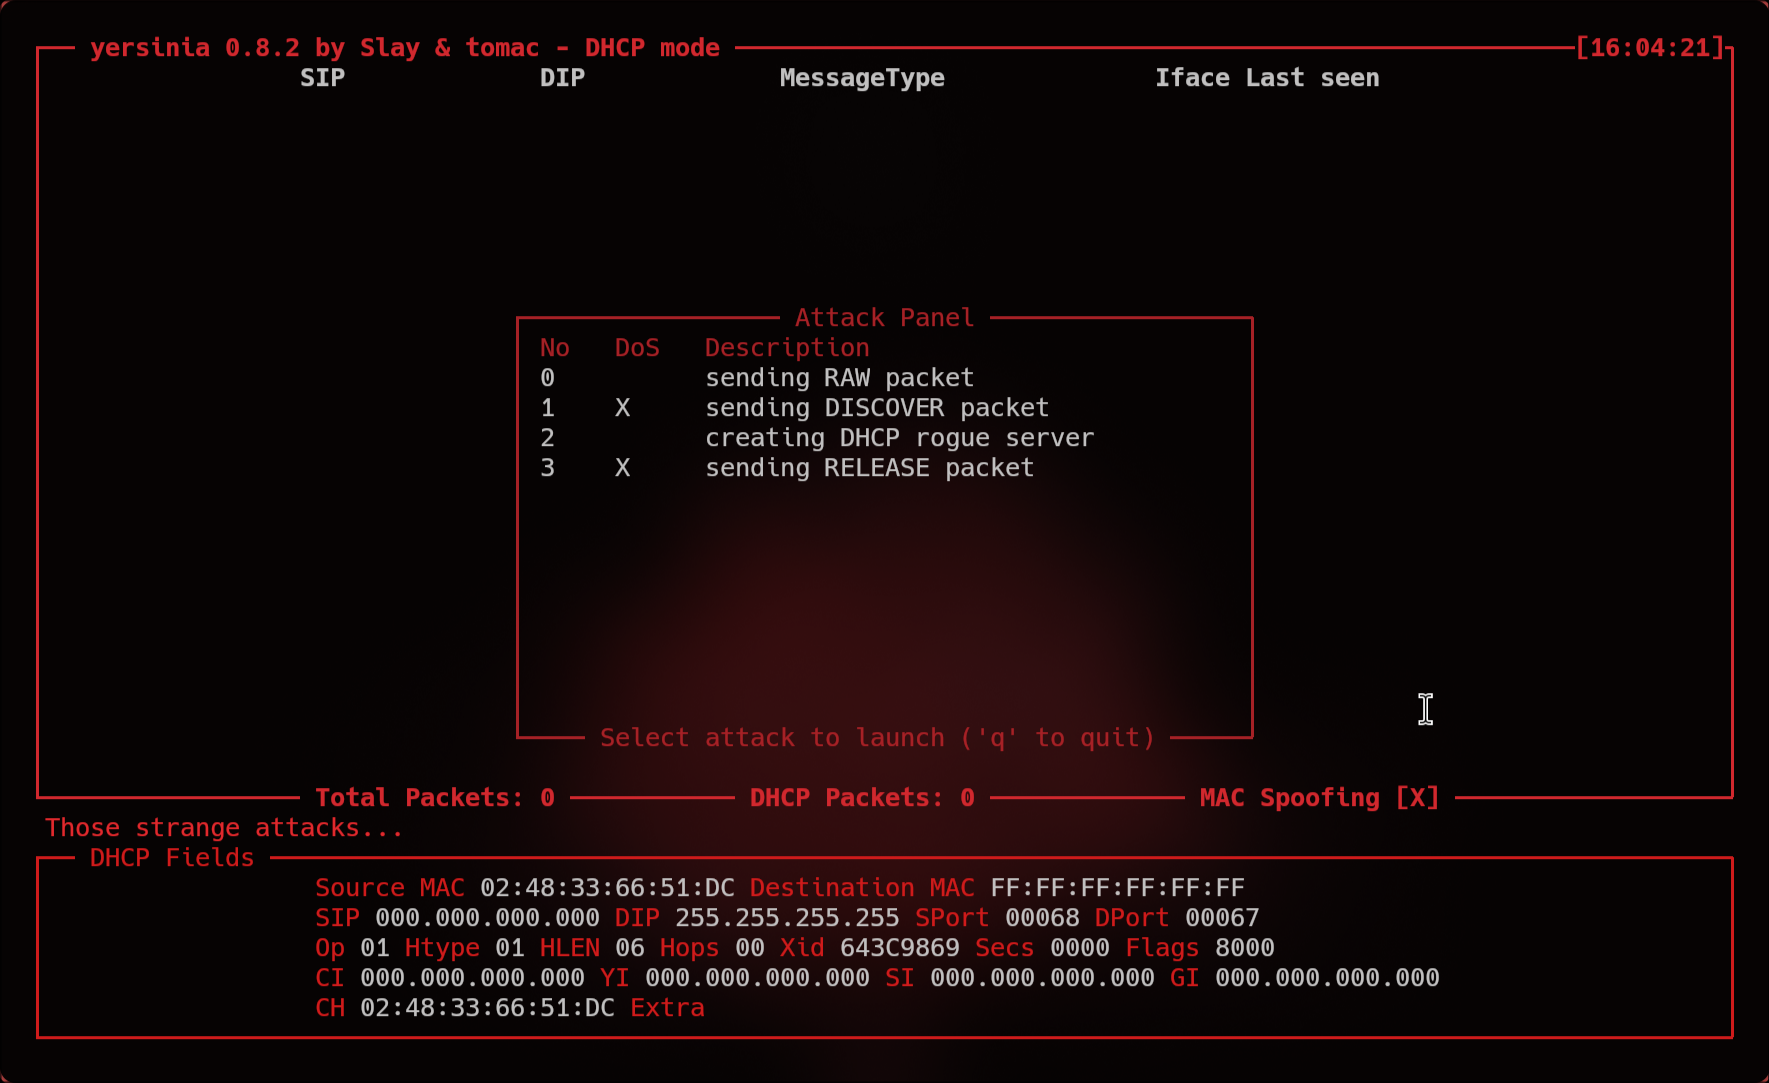 yersinia 0.8.2 by Slay & tomac - DHCP mode [16:04:21]
SIP DIP MessageType Iface Last seen
Attack Panel
No DoS Description
0 sending RAW packet
1 X sending DISCOVER packet
2 creating DHCP rogue server
3 X sending RELEASE packet
Select attack to launch ('q' to quit)
Total Packets: 0 DHCP Packets: 0 MAC Spoofing [X]
Those strange attacks...
DHCP Fields
Source MAC 02:48:33:66:51:DC Destination MAC FF:FF:FF:FF:FF:FF
SIP 000.000.000.000 DIP 255.255.255.255 SPort 00068 DPort 00067
Op 01 Htype 01 HLEN 06 Hops 00 Xid 643C9869 Secs 0000 Flags 8000
CI 000.000.000.000 YI 000.000.000.000 SI 000.000.000.000 GI 000.000.000.000
CH 02:48:33:66:51:DC Extra